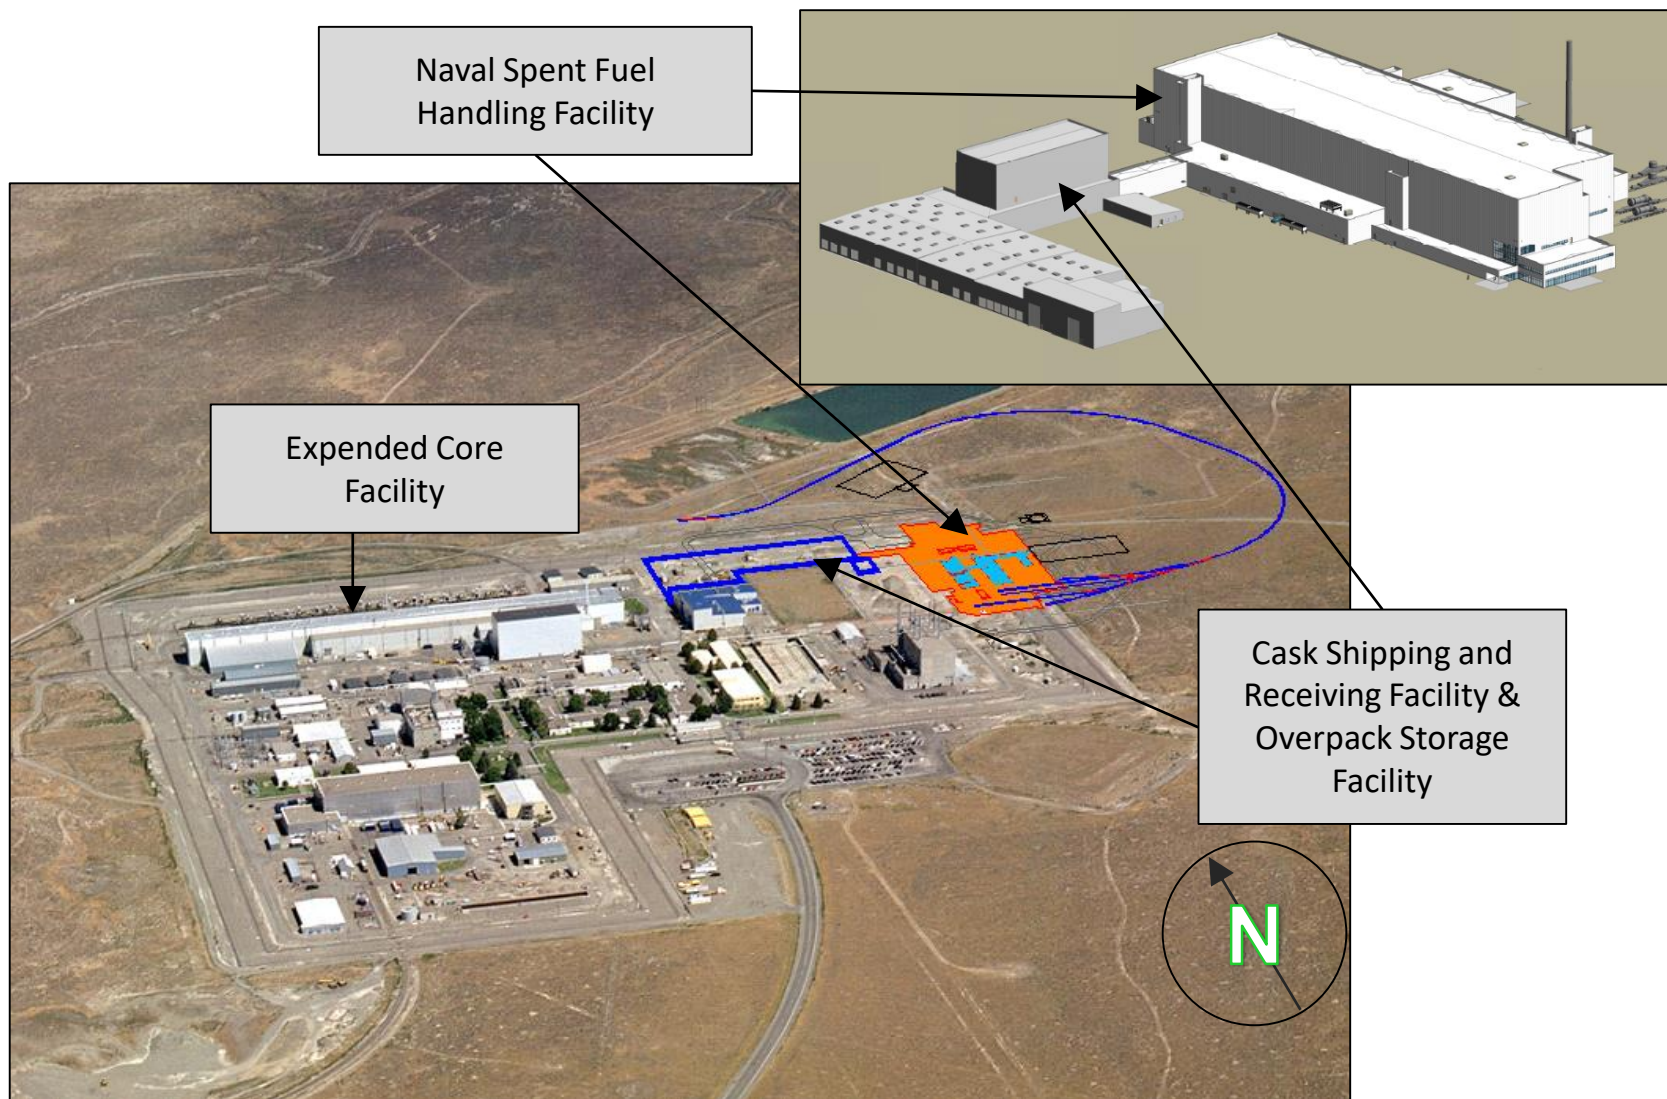 Naval Spent Fuel
Handling Facility
Expended Core
Facility
Cask Shipping and
Receiving Facility &
Overpack Storage
Facility
N